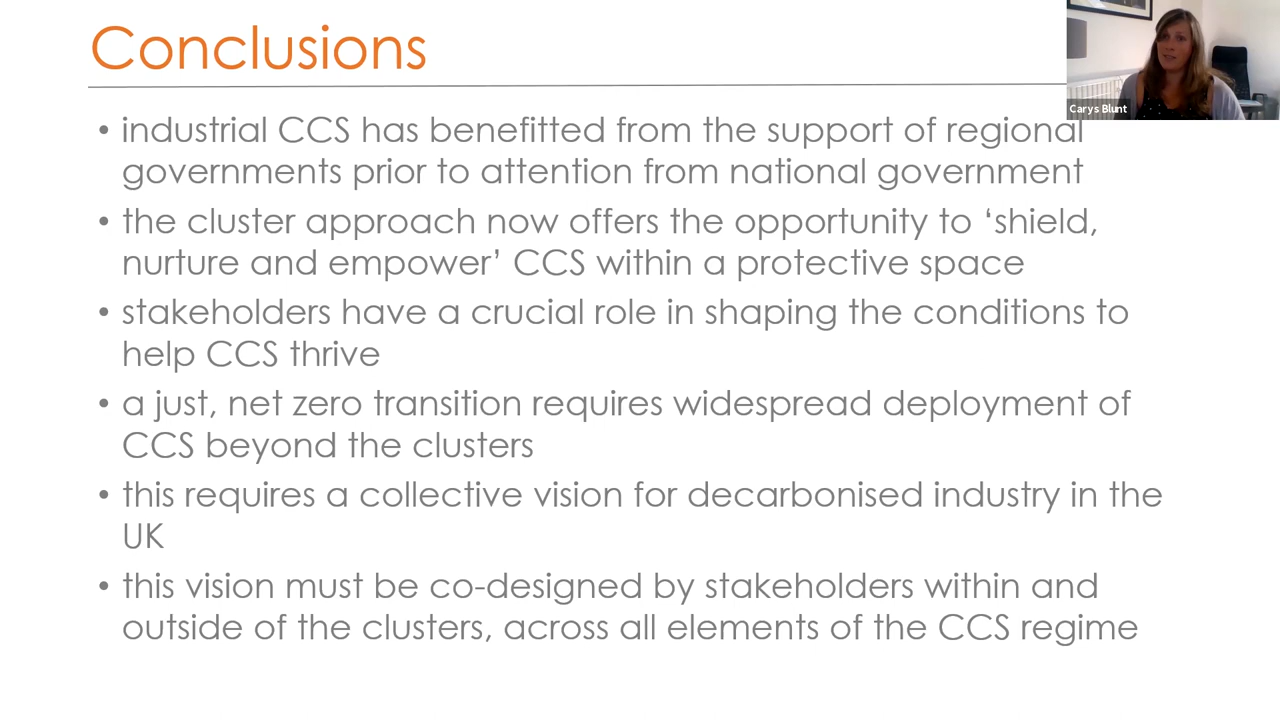 Conclusions
Carys Blunt
• industrial CCS has benefitted from the support of regional
governments prior to attention from national government
• the cluster approach now offers the opportunity to ‘shield,
nurture and empower’ CCS within a protective space
• stakeholders have a crucial role in shaping the conditions to
help CCS thrive
• a just, net zero transition requires widespread deployment of
CCS beyond the clusters
• this requires a collective vision for decarbonised industry in the
UK
• this vision must be co-designed by stakeholders within and
outside of the clusters, across all elements of the CCS regime